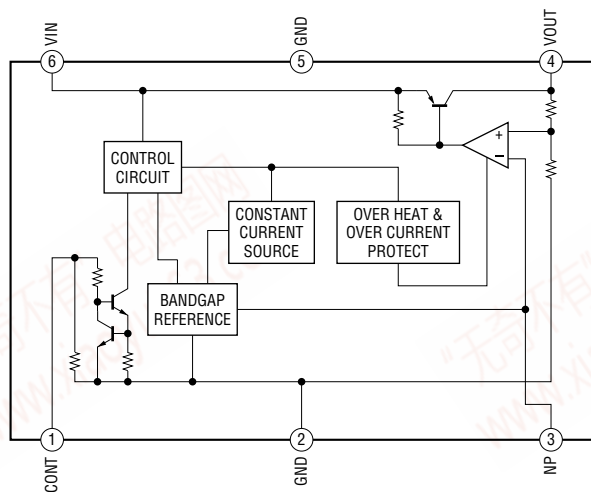 VIN
GND
VOUT
6
5
4
+
−
CONTROL
CIRCUIT
CONSTANT
CURRENT
SOURCE
OVER HEAT &
OVER CURRENT
PROTECT
BANDGAP
REFERENCE
1
2
3
CONT
GND
NP